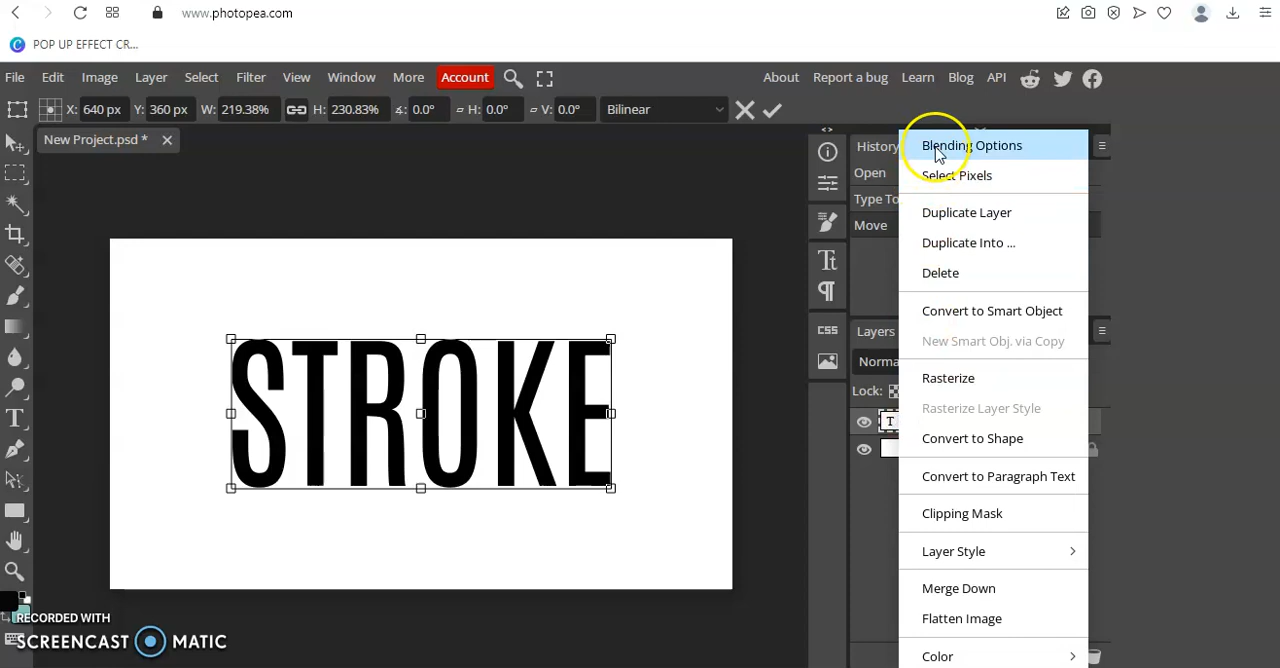 www.photopea.com
POP UP EFFECT CR...
File Edit Image Layer Select Filter View Window More Account About Report a bug Learn Blog API
X: 640 px Y: 360 px W: 219.38% H: 230.83% ∡: 0.0° H: 0.0° V: 0.0° Bilinear
New Project.psd *
History
Open
Type To
Move
Layers
Norma
Lock:
T
CSS
Blending Options
Select Pixels
Duplicate Layer
Duplicate Into ...
Delete
Convert to Smart Object
New Smart Obj. via Copy
Rasterize
Rasterize Layer Style
Convert to Shape
Convert to Paragraph Text
Clipping Mask
Layer Style
Merge Down
Flatten Image
Color
STROKE
RECORDED WITH
SCREENCAST MATIC